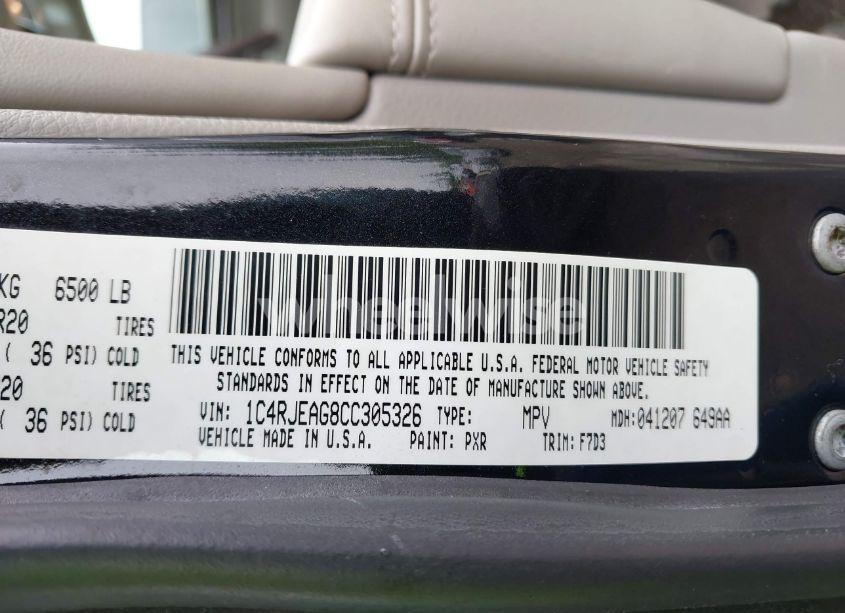 KG 6500 LB
R20 TIRES
( 36 PSI) COLD
20 TIRES
( 36 PSI) COLD
wheelwise
THIS VEHICLE CONFORMS TO ALL APPLICABLE U.S.A. FEDERAL MOTOR VEHICLE SAFETY
STANDARDS IN EFFECT ON THE DATE OF MANUFACTURE SHOWN ABOVE.
VIN: 1C4RJEAG8CC305326 TYPE: MPV MDH:041207 649AA
VEHICLE MADE IN U.S.A. PAINT: PXR TRIM: F7D3